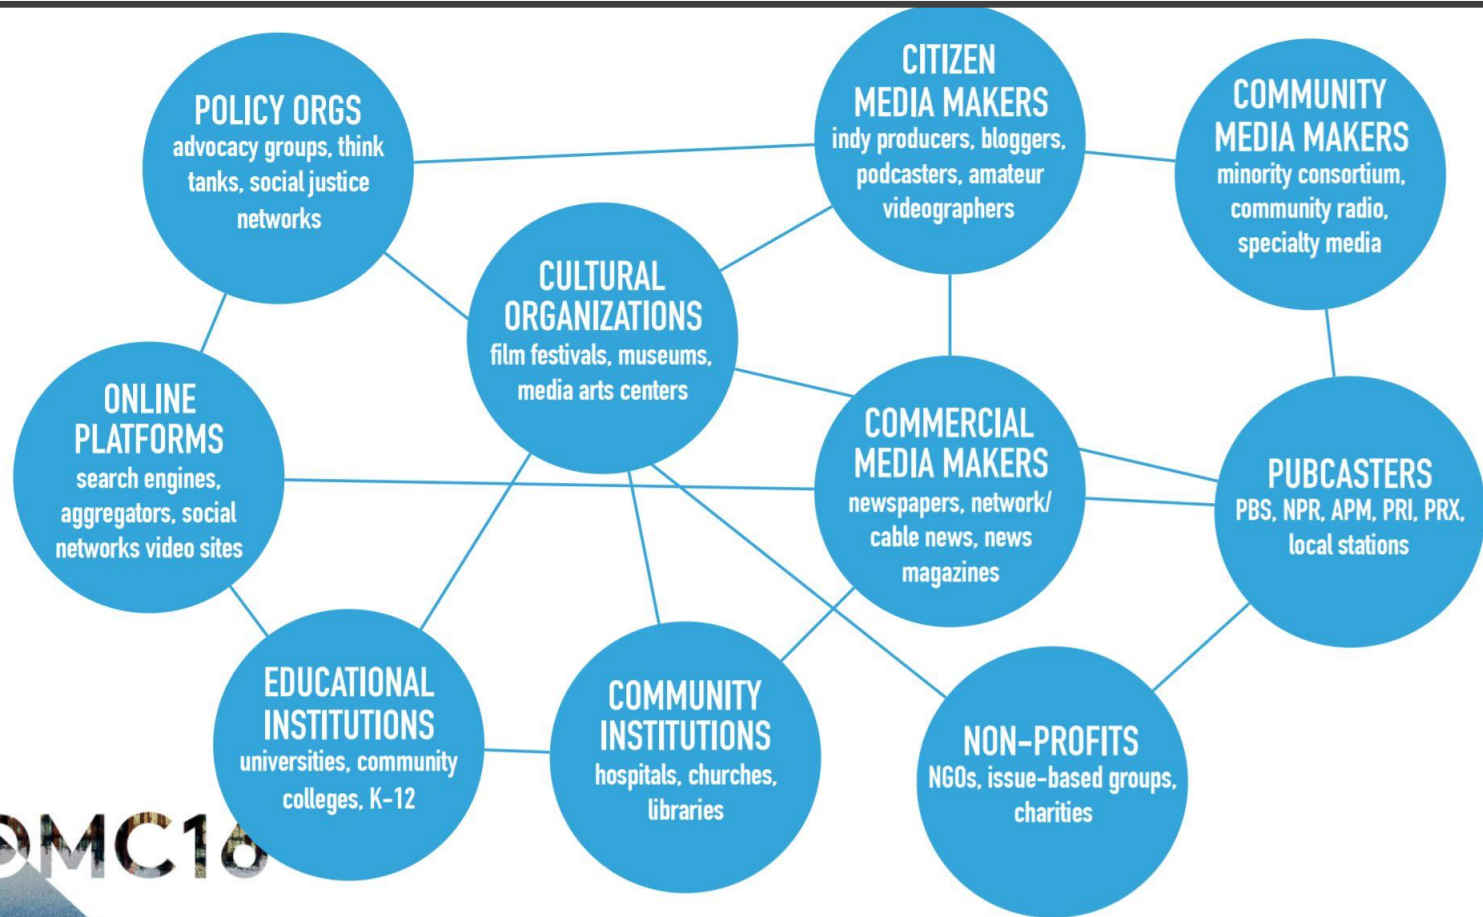 POLICY ORGS
advocacy groups, think
tanks, social justice
networks
CITIZEN
MEDIA MAKERS
indy producers, bloggers,
podcasters, amateur
videographers
COMMUNITY
MEDIA MAKERS
minority consortium,
community radio,
specialty media
CULTURAL
ORGANIZATIONS
film festivals, museums,
media arts centers
ONLINE
PLATFORMS
search engines,
aggregators, social
networks video sites
COMMERCIAL
MEDIA MAKERS
newspapers, network/
cable news, news
magazines
PUBCASTERS
PBS, NPR, APM, PRI, PRX,
local stations
EDUCATIONAL
INSTITUTIONS
universities, community
colleges, K-12
COMMUNITY
INSTITUTIONS
hospitals, churches,
libraries
NON-PROFITS
NGOs, issue-based groups,
charities